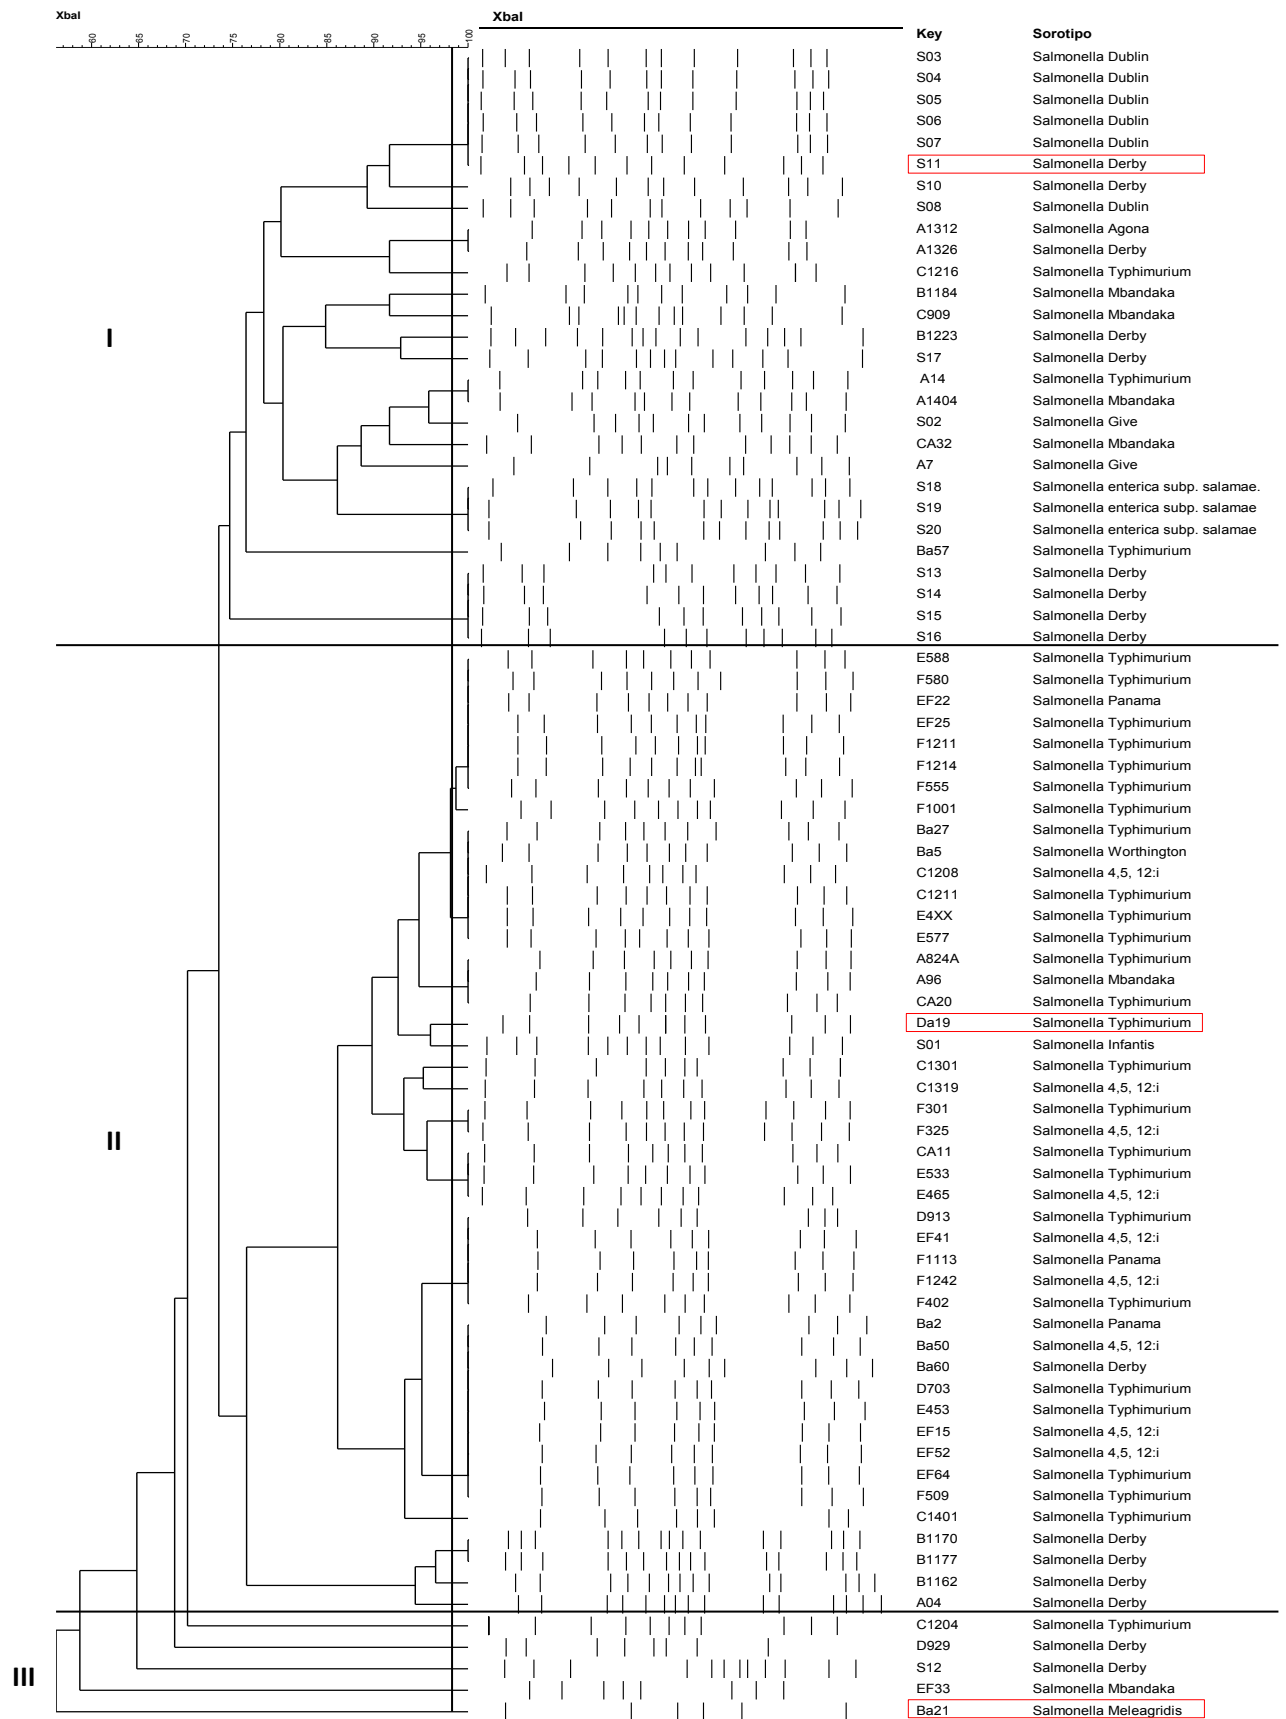 XbaI
XbaI
60 65 70 75 80 85 90 95 100
Key Sorotipo
S03 Salmonella Dublin
S04 Salmonella Dublin
S05 Salmonella Dublin
S06 Salmonella Dublin
S07 Salmonella Dublin
S11 Salmonella Derby
S10 Salmonella Derby
S08 Salmonella Dublin
A1312 Salmonella Agona
A1326 Salmonella Derby
C1216 Salmonella Typhimurium
B1184 Salmonella Mbandaka
C909 Salmonella Mbandaka
I
B1223 Salmonella Derby
S17 Salmonella Derby
A14 Salmonella Typhimurium
A1404 Salmonella Mbandaka
S02 Salmonella Give
CA32 Salmonella Mbandaka
A7 Salmonella Give
S18 Salmonella enterica subp. salamae.
S19 Salmonella enterica subp. salamae
S20 Salmonella enterica subp. salamae
Ba57 Salmonella Typhimurium
S13 Salmonella Derby
S14 Salmonella Derby
S15 Salmonella Derby
S16 Salmonella Derby
E588 Salmonella Typhimurium
F580 Salmonella Typhimurium
EF22 Salmonella Panama
EF25 Salmonella Typhimurium
F1211 Salmonella Typhimurium
F1214 Salmonella Typhimurium
F555 Salmonella Typhimurium
F1001 Salmonella Typhimurium
Ba27 Salmonella Typhimurium
Ba5 Salmonella Worthington
C1208 Salmonella 4,5, 12:i
C1211 Salmonella Typhimurium
E4XX Salmonella Typhimurium
E577 Salmonella Typhimurium
A824A Salmonella Typhimurium
A96 Salmonella Mbandaka
CA20 Salmonella Typhimurium
Da19 Salmonella Typhimurium
S01 Salmonella Infantis
C1301 Salmonella Typhimurium
C1319 Salmonella 4,5, 12:i
F301 Salmonella Typhimurium
F325 Salmonella 4,5, 12:i
II
CA11 Salmonella Typhimurium
E533 Salmonella Typhimurium
E465 Salmonella 4,5, 12:i
D913 Salmonella Typhimurium
EF41 Salmonella 4,5, 12:i
F1113 Salmonella Panama
F1242 Salmonella 4,5, 12:i
F402 Salmonella Typhimurium
Ba2 Salmonella Panama
Ba50 Salmonella 4,5, 12:i
Ba60 Salmonella Derby
D703 Salmonella Typhimurium
E453 Salmonella Typhimurium
EF15 Salmonella 4,5, 12:i
EF52 Salmonella 4,5, 12:i
EF64 Salmonella Typhimurium
F509 Salmonella Typhimurium
C1401 Salmonella Typhimurium
B1170 Salmonella Derby
B1177 Salmonella Derby
B1162 Salmonella Derby
A04 Salmonella Derby
C1204 Salmonella Typhimurium
D929 Salmonella Derby
S12 Salmonella Derby
III
EF33 Salmonella Mbandaka
Ba21 Salmonella Meleagridis